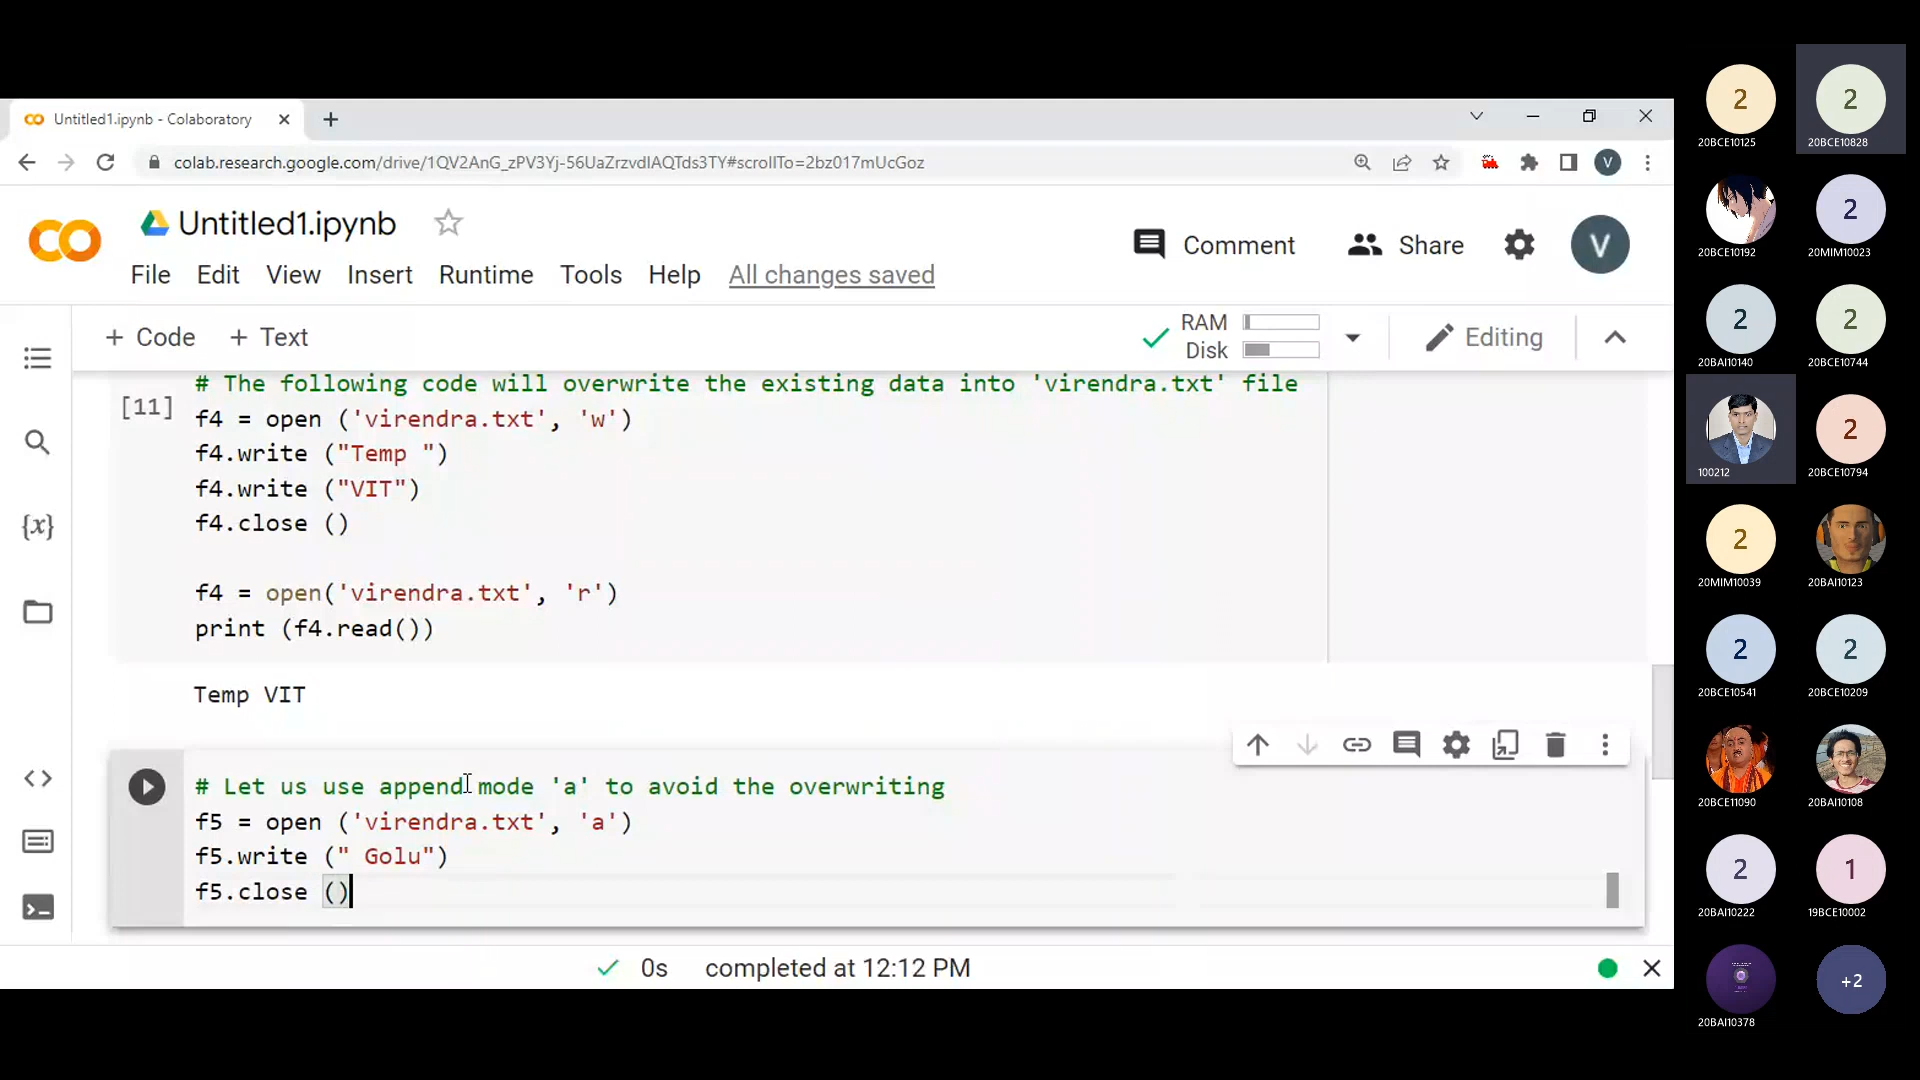 Untitled1.ipynb - Colaboratory
colab.research.google.com/drive/1QV2AnG_zPV3Yj-56UaZrzvdIAQTds3TY#scrollTo=2bz017mUcGoz
V
Untitled1.ipynb
Comment
Share
V
File Edit View Insert Runtime Tools Help All changes saved
+ Code + Text
RAM
Disk
Editing
# The following code will overwrite the existing data into 'virendra.txt' file
[11]
f4 = open ('virendra.txt', 'w')
f4.write ("Temp ")
f4.write ("VIT")
f4.close ()
f4 = open('virendra.txt', 'r')
print (f4.read())
Temp VIT
# Let us use append mode 'a' to avoid the overwriting
f5 = open ('virendra.txt', 'a')
f5.write (" Golu")
f5.close ()
0s completed at 12:12 PM
2 2
20BCE10125 20BCE10828
2
20BCE10192 20MIM10023
2 2
20BAI10140 20BCE10744
2
100212 20BCE10794
2
20MIM10039 20BAI10123
2 2
20BCE10541 20BCE10209
20BCE11090 20BAI10108
2 1
20BAI10222 19BCE10002
+2
20BAI10378